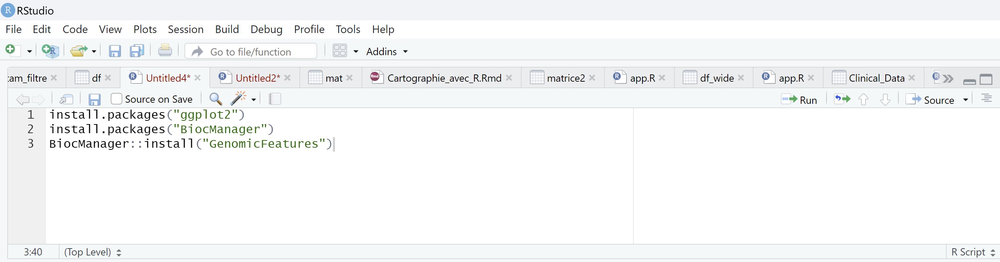 RStudio
File Edit Code View Plots Session Build Debug Profile Tools Help
Go to file/function Addins
tam_filtre df Untitled4* Untitled2* mat Cartographie_avec_R.Rmd matrice2 app.R df_wide app.R Clinical_Data
Source on Save Run Source
1 install.packages("ggplot2")
2 install.packages("BiocManager")
3 BiocManager::install("GenomicFeatures")
3:40 (Top Level) R Script